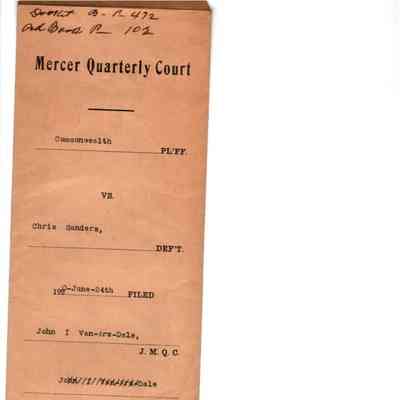 Docket B- P 472
Ord Book P 102
Mercer Quarterly Court
Commonwealth
PL'FF.
VS.
Chris Sanders,
DEF'T.
1920-June-24th FILED
John I Van-Ars-Dale,
J. M. Q. C.